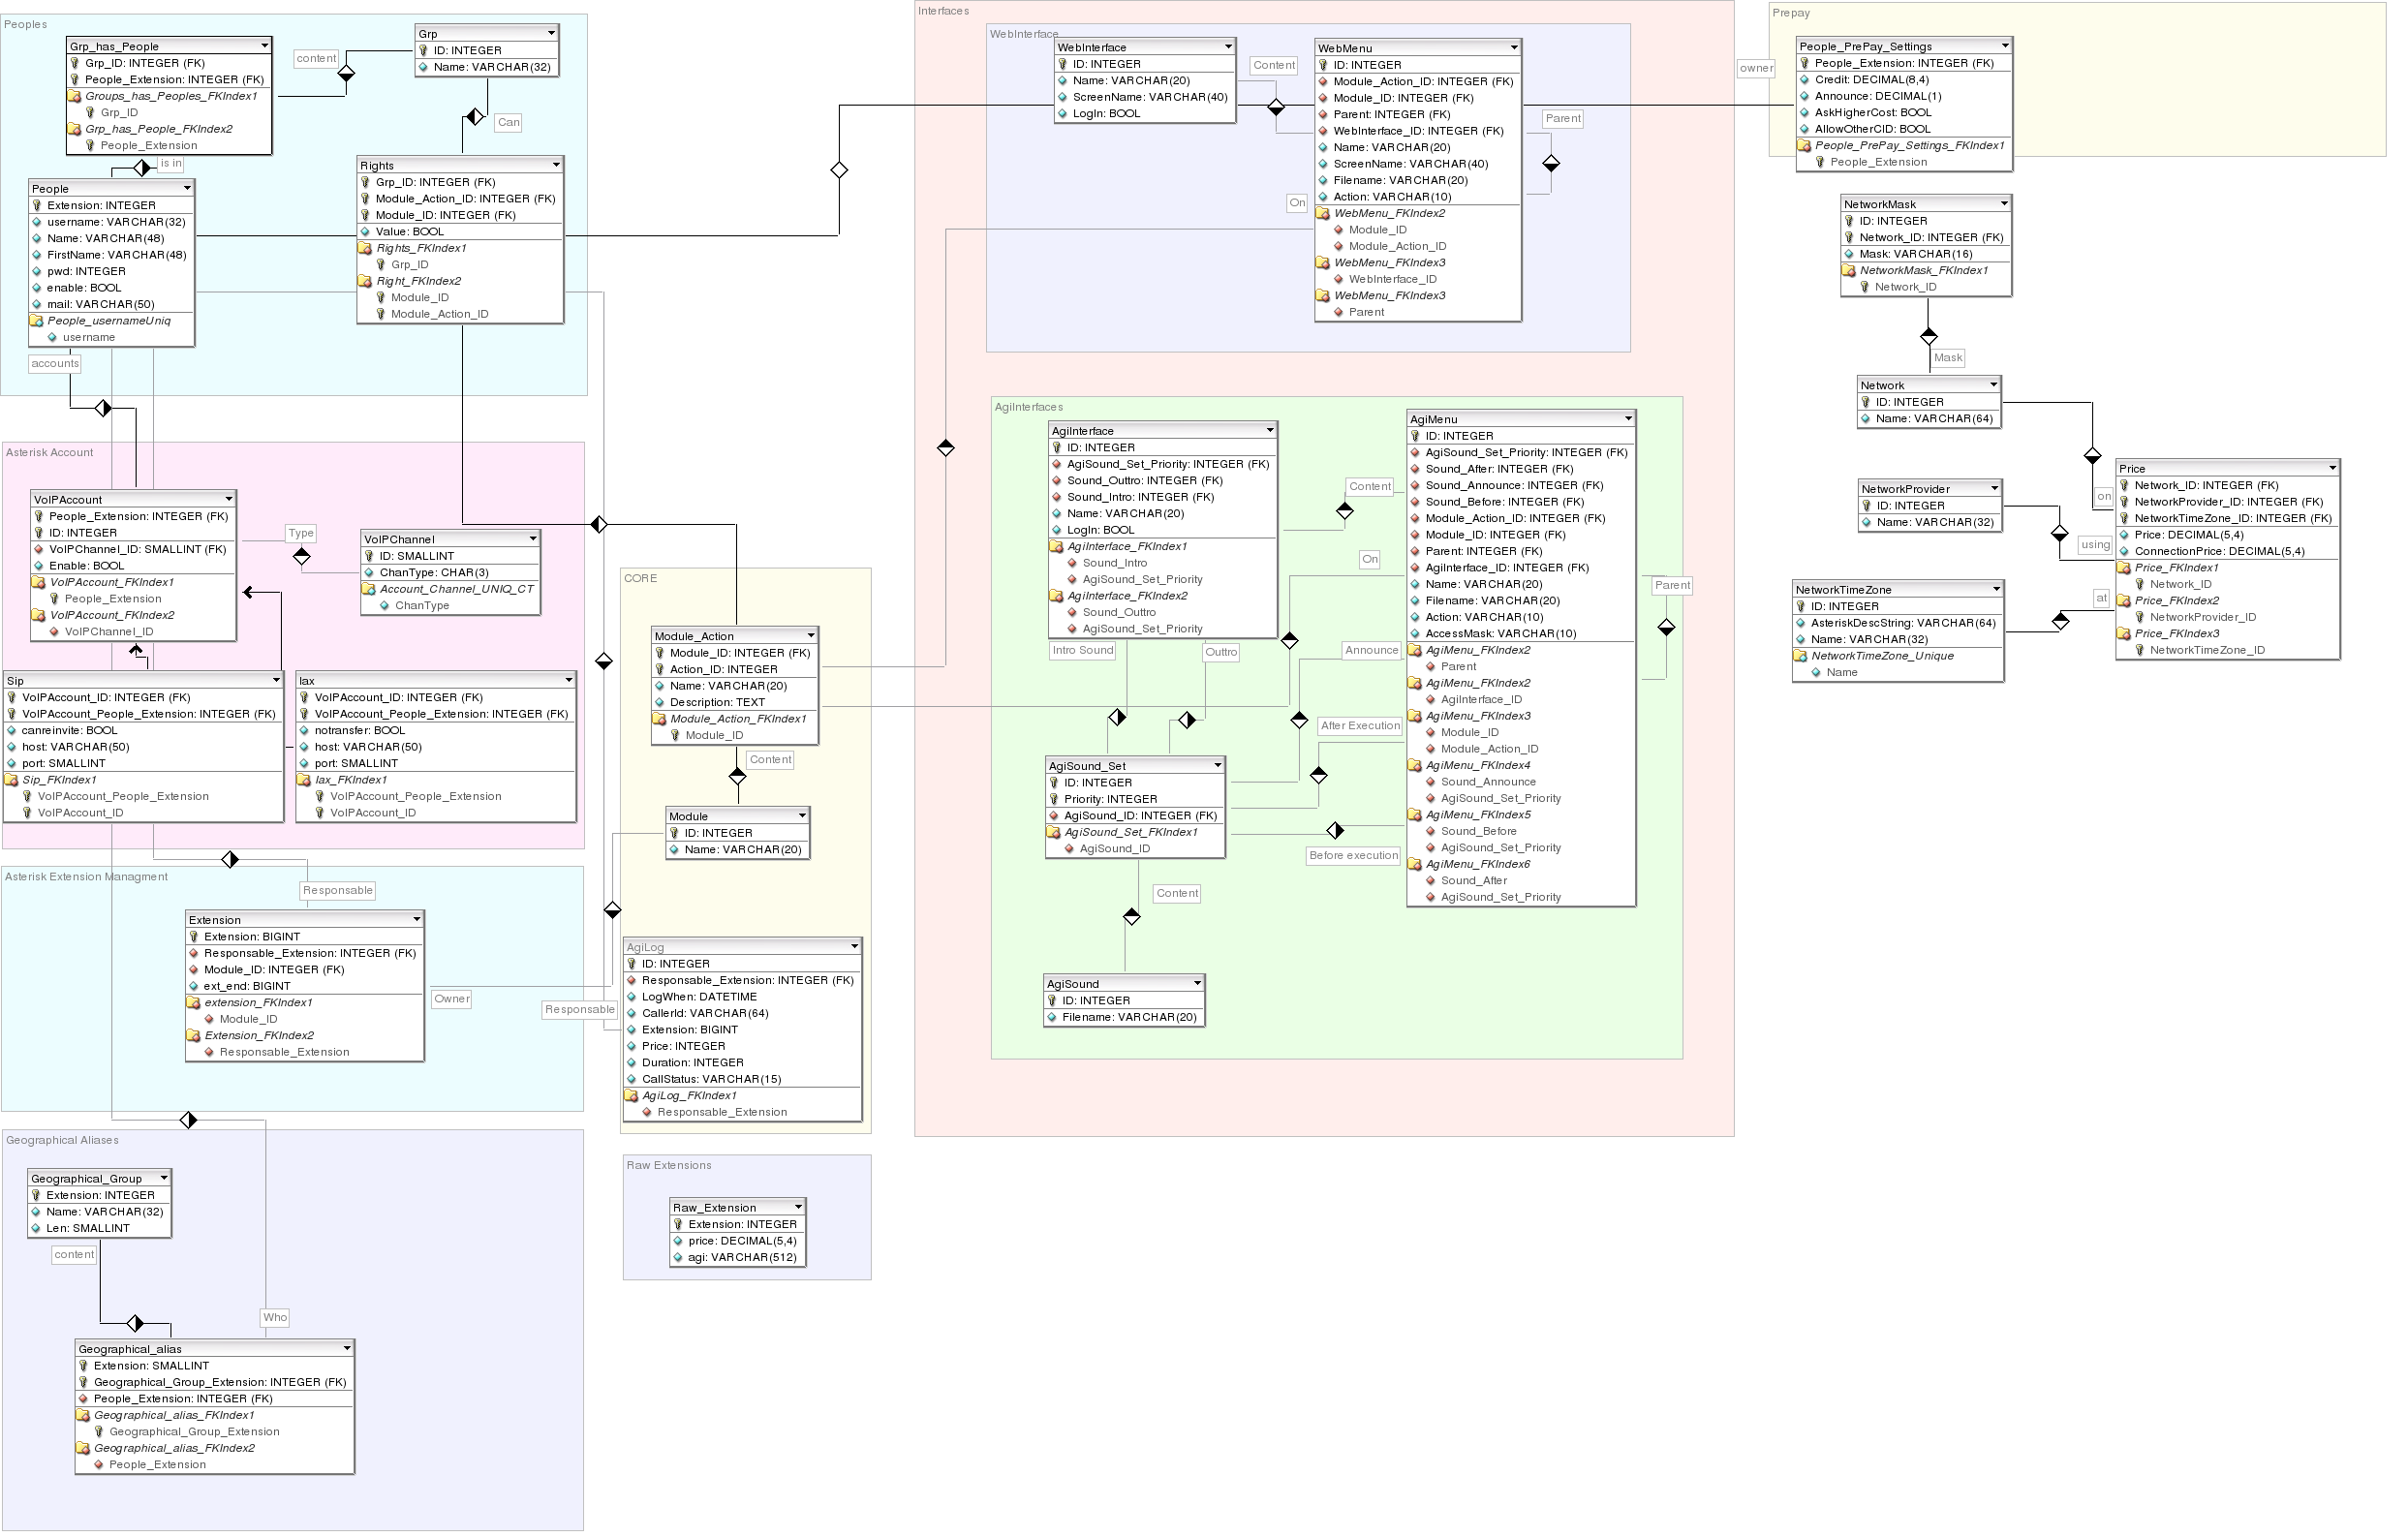 Peoples
Grp_has_People
Grp_ID: INTEGER (FK)
People_Extension: INTEGER (FK)
Groups_has_Peoples_FKIndex1
Grp_ID
Grp_has_People_FKIndex2
People_Extension
content
Grp
ID: INTEGER
Name: VARCHAR(32)
Can
is in
People
Extension: INTEGER
username: VARCHAR(32)
Name: VARCHAR(48)
FirstName: VARCHAR(48)
pwd: INTEGER
enable: BOOL
mail: VARCHAR(50)
People_usernameUniq
username
accounts
Rights
Grp_ID: INTEGER (FK)
Module_Action_ID: INTEGER (FK)
Module_ID: INTEGER (FK)
Value: BOOL
Rights_FKIndex1
Grp_ID
Right_FKIndex2
Module_ID
Module_Action_ID
Asterisk Account
VoIPAccount
People_Extension: INTEGER (FK)
ID: INTEGER
VoIPChannel_ID: SMALLINT (FK)
Enable: BOOL
VoIPAccount_FKIndex1
People_Extension
VoIPAccount_FKIndex2
VoIPChannel_ID
Type
VoIPChannel
ID: SMALLINT
ChanType: CHAR(3)
Account_Channel_UNIQ_CT
ChanType
Sip
VoIPAccount_ID: INTEGER (FK)
VoIPAccount_People_Extension: INTEGER (FK)
canreinvite: BOOL
host: VARCHAR(50)
port: SMALLINT
Sip_FKIndex1
VoIPAccount_People_Extension
VoIPAccount_ID
Iax
VoIPAccount_ID: INTEGER (FK)
VoIPAccount_People_Extension: INTEGER (FK)
notransfer: BOOL
host: VARCHAR(50)
port: SMALLINT
Iax_FKIndex1
VoIPAccount_People_Extension
VoIPAccount_ID
Asterisk Extension Managment
Responsable
Extension
Extension: BIGINT
Responsable_Extension: INTEGER (FK)
Module_ID: INTEGER (FK)
ext_end: BIGINT
extension_FKIndex1
Module_ID
Extension_FKIndex2
Responsable_Extension
Owner
Geographical Aliases
Geographical_Group
Extension: INTEGER
Name: VARCHAR(32)
Len: SMALLINT
content
Who
Geographical_alias
Extension: SMALLINT
Geographical_Group_Extension: INTEGER (FK)
People_Extension: INTEGER (FK)
Geographical_alias_FKIndex1
Geographical_Group_Extension
Geographical_alias_FKIndex2
People_Extension
CORE
Module_Action
Module_ID: INTEGER (FK)
Action_ID: INTEGER
Name: VARCHAR(20)
Description: TEXT
Module_Action_FKIndex1
Module_ID
Content
Module
ID: INTEGER
Name: VARCHAR(20)
Responsable
AgiLog
ID: INTEGER
Responsable_Extension: INTEGER (FK)
LogWhen: DATETIME
CallerId: VARCHAR(64)
Extension: BIGINT
Price: INTEGER
Duration: INTEGER
CallStatus: VARCHAR(15)
AgiLog_FKIndex1
Responsable_Extension
Raw Extensions
Raw_Extension
Extension: INTEGER
price: DECIMAL(5,4)
agi: VARCHAR(512)
Interfaces
WebInterface
WebInterface
ID: INTEGER
Name: VARCHAR(20)
ScreenName: VARCHAR(40)
LogIn: BOOL
Content
On
WebMenu
ID: INTEGER
Module_Action_ID: INTEGER (FK)
Module_ID: INTEGER (FK)
Parent: INTEGER (FK)
WebInterface_ID: INTEGER (FK)
Name: VARCHAR(20)
ScreenName: VARCHAR(40)
Filename: VARCHAR(20)
Action: VARCHAR(10)
WebMenu_FKIndex2
Module_ID
Module_Action_ID
WebMenu_FKIndex3
WebInterface_ID
WebMenu_FKIndex3
Parent
Parent
AgiInterfaces
AgiInterface
ID: INTEGER
AgiSound_Set_Priority: INTEGER (FK)
Sound_Outtro: INTEGER (FK)
Sound_Intro: INTEGER (FK)
Name: VARCHAR(20)
LogIn: BOOL
AgiInterface_FKIndex1
Sound_Intro
AgiSound_Set_Priority
AgiInterface_FKIndex2
Sound_Outtro
AgiSound_Set_Priority
Intro Sound
Outtro
Content
On
Announce
After Execution
Before execution
AgiMenu
ID: INTEGER
AgiSound_Set_Priority: INTEGER (FK)
Sound_After: INTEGER (FK)
Sound_Announce: INTEGER (FK)
Sound_Before: INTEGER (FK)
Module_Action_ID: INTEGER (FK)
Module_ID: INTEGER (FK)
Parent: INTEGER (FK)
AgiInterface_ID: INTEGER (FK)
Name: VARCHAR(20)
Filename: VARCHAR(20)
Action: VARCHAR(10)
AccessMask: VARCHAR(10)
AgiMenu_FKIndex2
Parent
AgiMenu_FKIndex2
AgiInterface_ID
AgiMenu_FKIndex3
Module_ID
Module_Action_ID
AgiMenu_FKIndex4
Sound_Announce
AgiSound_Set_Priority
AgiMenu_FKIndex5
Sound_Before
AgiSound_Set_Priority
AgiMenu_FKIndex6
Sound_After
AgiSound_Set_Priority
Parent
AgiSound_Set
ID: INTEGER
Priority: INTEGER
AgiSound_ID: INTEGER (FK)
AgiSound_Set_FKIndex1
AgiSound_ID
Content
AgiSound
ID: INTEGER
Filename: VARCHAR(20)
Prepay
owner
People_PrePay_Settings
People_Extension: INTEGER (FK)
Credit: DECIMAL(8,4)
Announce: DECIMAL(1)
AskHigherCost: BOOL
AllowOtherCID: BOOL
People_PrePay_Settings_FKIndex1
People_Extension
NetworkMask
ID: INTEGER
Network_ID: INTEGER (FK)
Mask: VARCHAR(16)
NetworkMask_FKIndex1
Network_ID
Mask
Network
ID: INTEGER
Name: VARCHAR(64)
on
NetworkProvider
ID: INTEGER
Name: VARCHAR(32)
using
NetworkTimeZone
ID: INTEGER
AsteriskDescString: VARCHAR(64)
Name: VARCHAR(32)
NetworkTimeZone_Unique
Name
at
Price
Network_ID: INTEGER (FK)
NetworkProvider_ID: INTEGER (FK)
NetworkTimeZone_ID: INTEGER (FK)
Price: DECIMAL(5,4)
ConnectionPrice: DECIMAL(5,4)
Price_FKIndex1
Network_ID
Price_FKIndex2
NetworkProvider_ID
Price_FKIndex3
NetworkTimeZone_ID